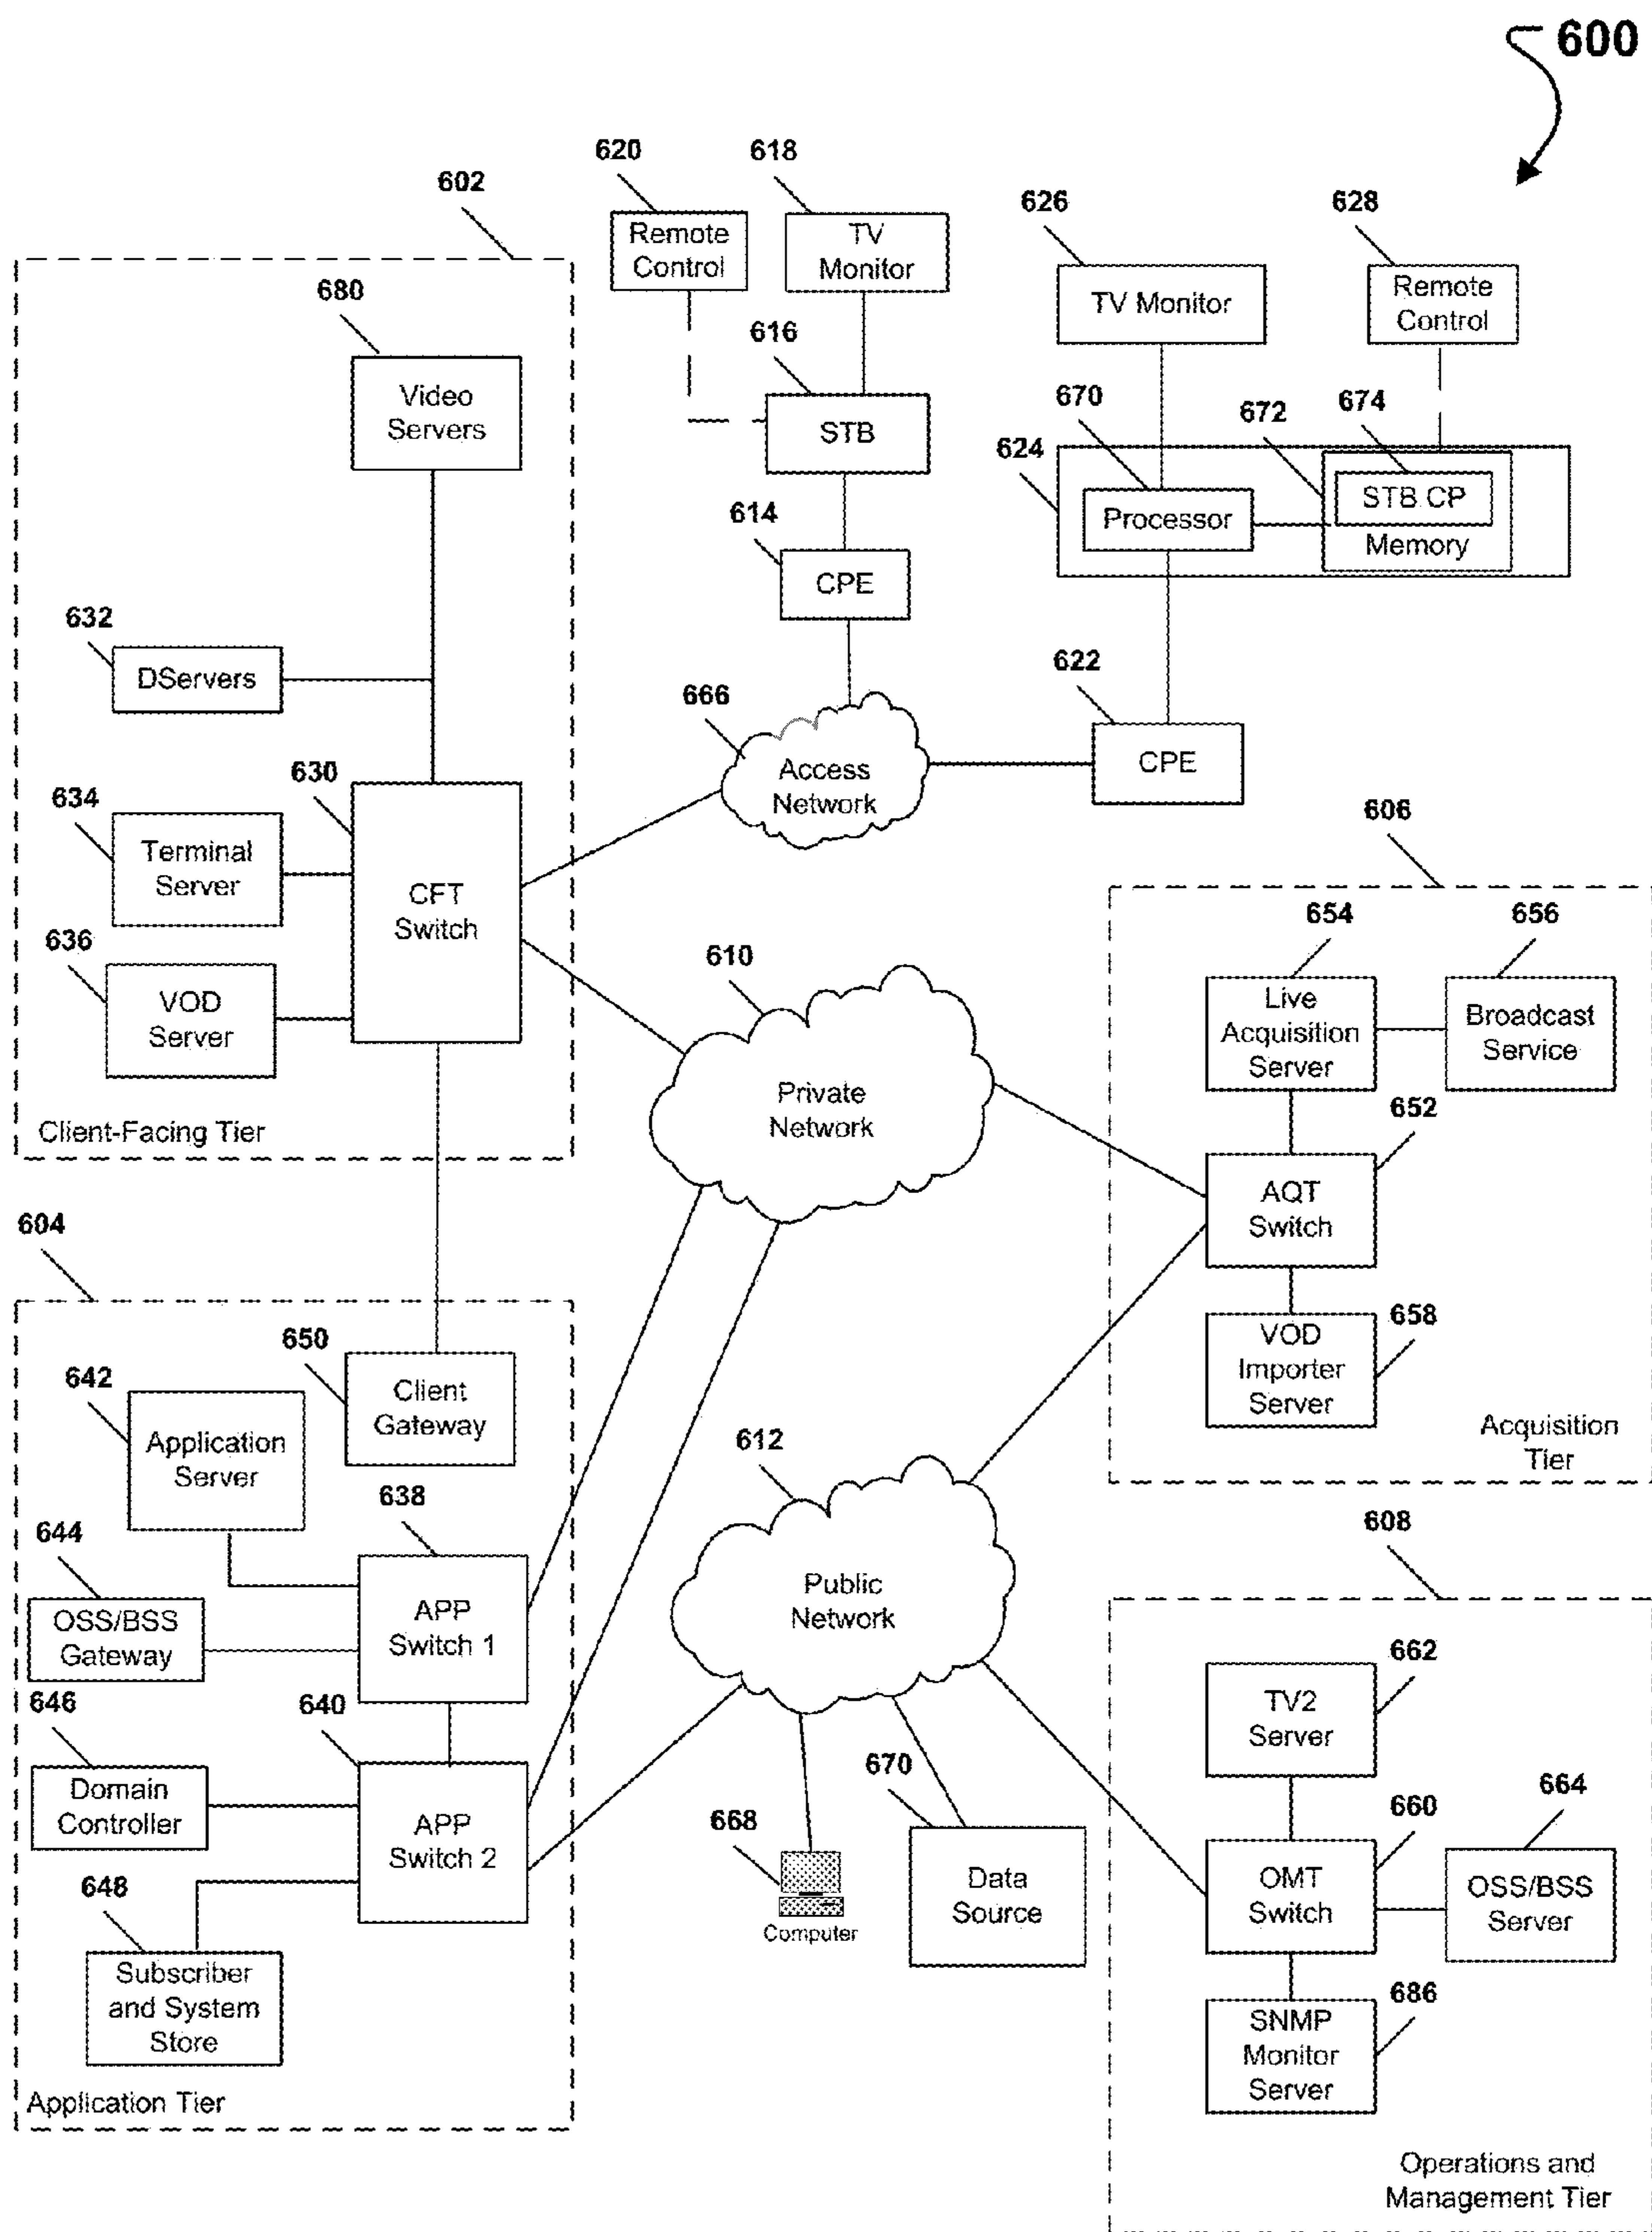 600
620
618
602
626
628
Remote
Control
TV
Monitor
680
TV Monitor
Remote
Control
616
Video
Servers
670
672
674
STB
624
STB CP
Processor
Memory
614
CPE
632
DServers
622
666
CPE
Access
Network
634
630
Terminal
Server
CFT
Switch
636
VOD
Server
Client-Facing Tier
610
Private
Network
606
654
656
Live
Acquisition
Server
Broadcast
Service
652
AQT
Switch
658
VOD
Importer
Server
Acquisition
Tier
604
650
642
Client
Gateway
Application
Server
638
644
OSS/BSS
Gateway
APP
Switch 1
646
640
Domain
Controller
APP
Switch 2
648
Subscriber
and System
Store
Application Tier
612
Public
Network
670
668
Computer
Data
Source
608
662
TV2
Server
660
664
OMT
Switch
OSS/BSS
Server
686
SNMP
Monitor
Server
Operations and
Management Tier